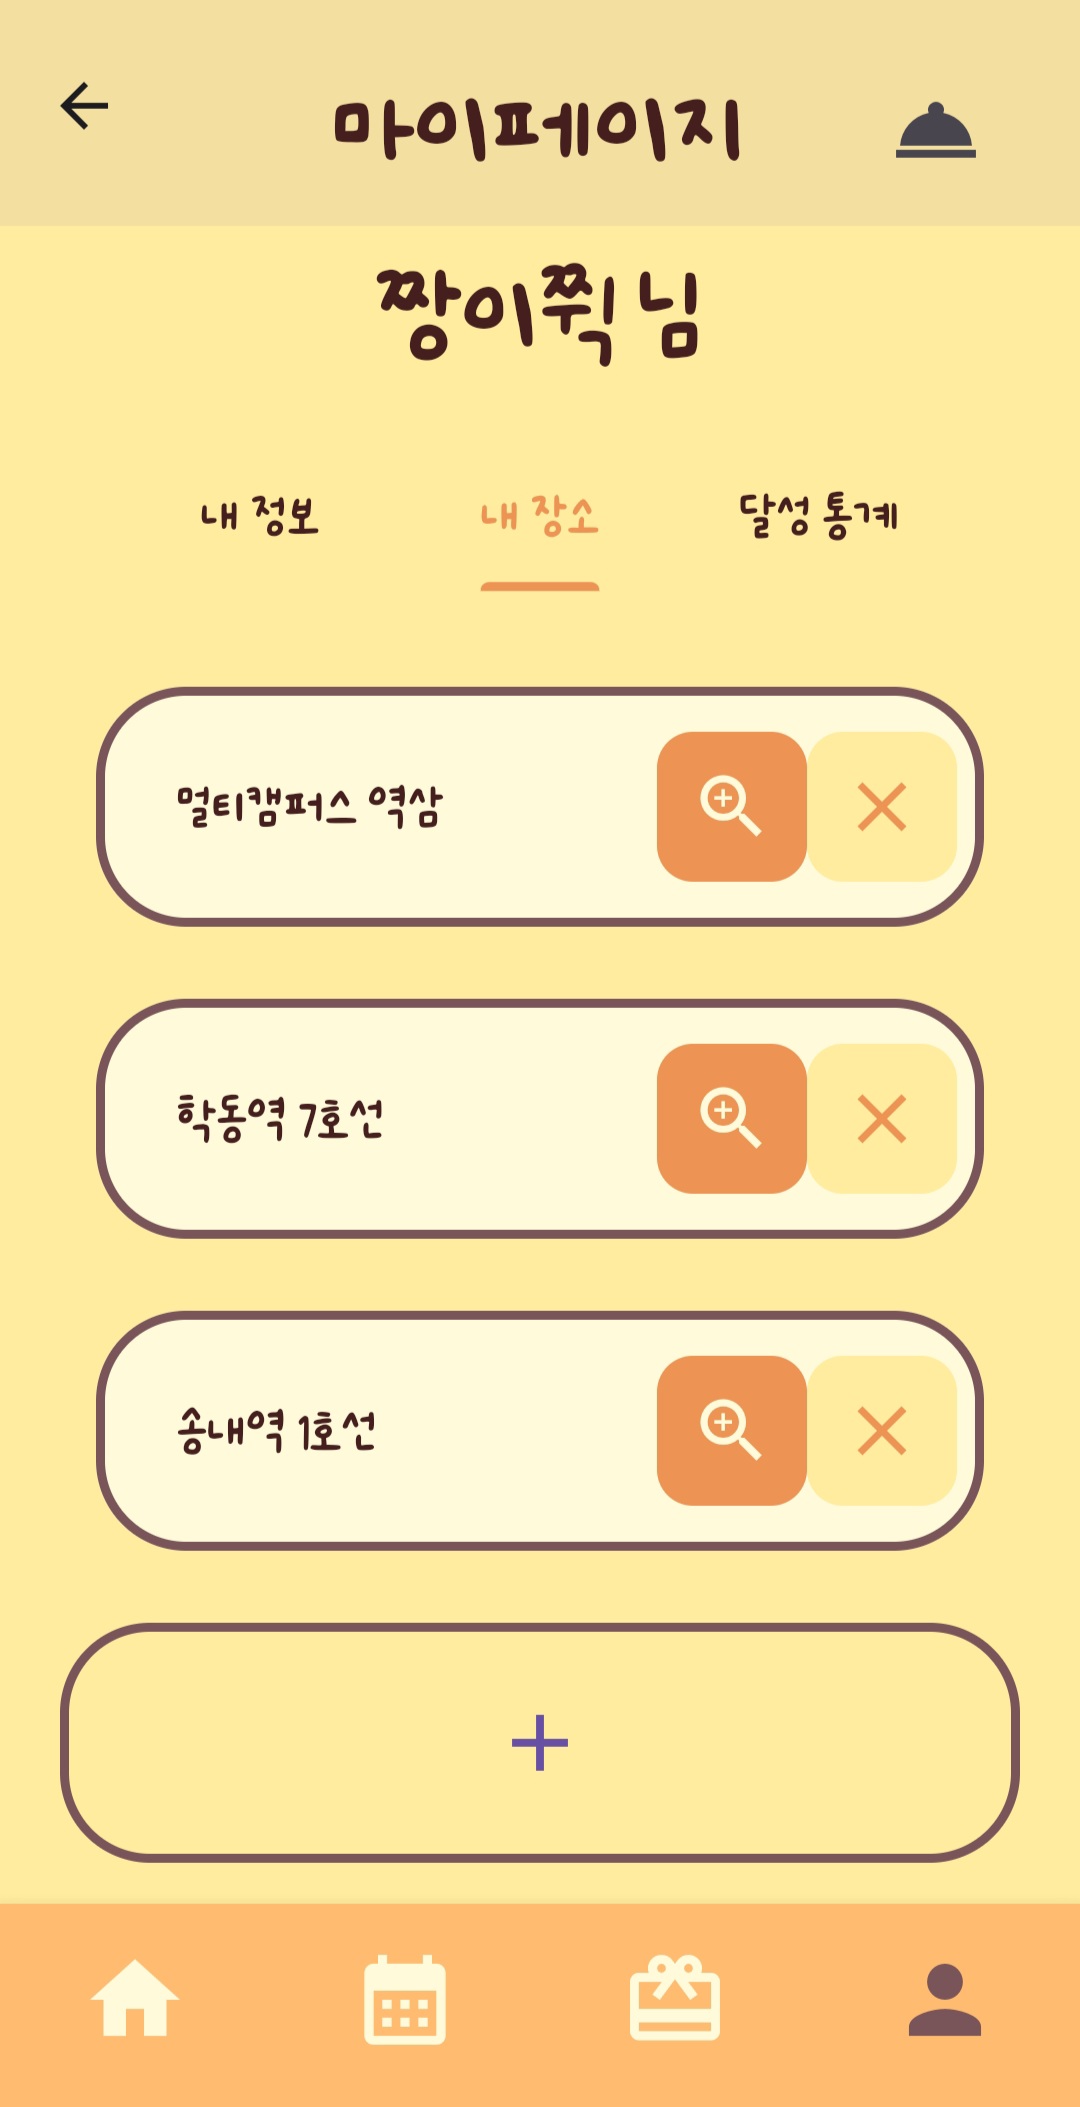 마이페이지
짱이쮝 님
내 정보
내 장소
달성 통계
멀티캠퍼스 역삼
학동역 7호선
송내역 1호선